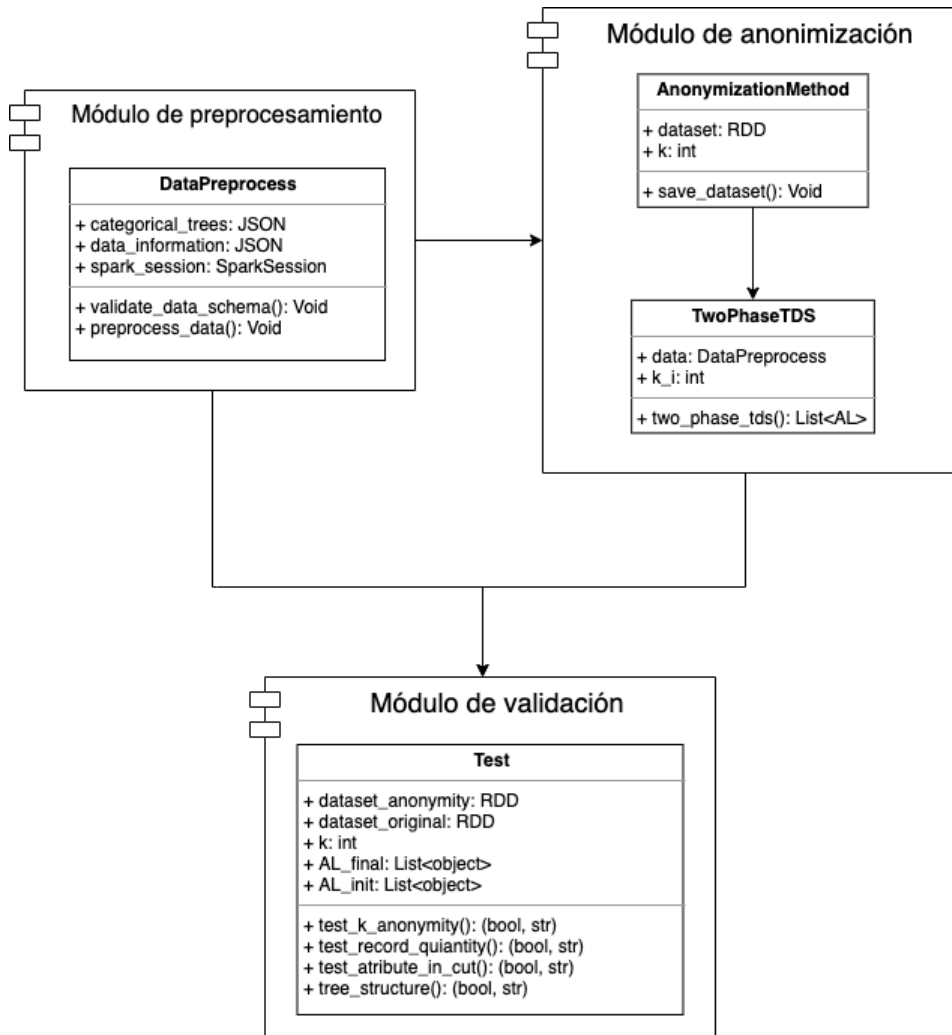 Módulo de anonimización
AnonymizationMethod
+ dataset: RDD
+ k: int
+ save_dataset(): Void
TwoPhaseTDS
+ data: DataPreprocess
+ k_i: int
+ two_phase_tds(): List<AL>
Módulo de preprocesamiento
DataPreprocess
+ categorical_trees: JSON
+ data_information: JSON
+ spark_session: SparkSession
+ validate_data_schema(): Void
+ preprocess_data(): Void
Módulo de validación
Test
+ dataset_anonymity: RDD
+ dataset_original: RDD
+ k: int
+ AL_final: List<object>
+ AL_init: List<object>
+ test_k_anonymity(): (bool, str)
+ test_record_quiantity(): (bool, str)
+ test_atribute_in_cut(): (bool, str)
+ tree_structure(): (bool, str)